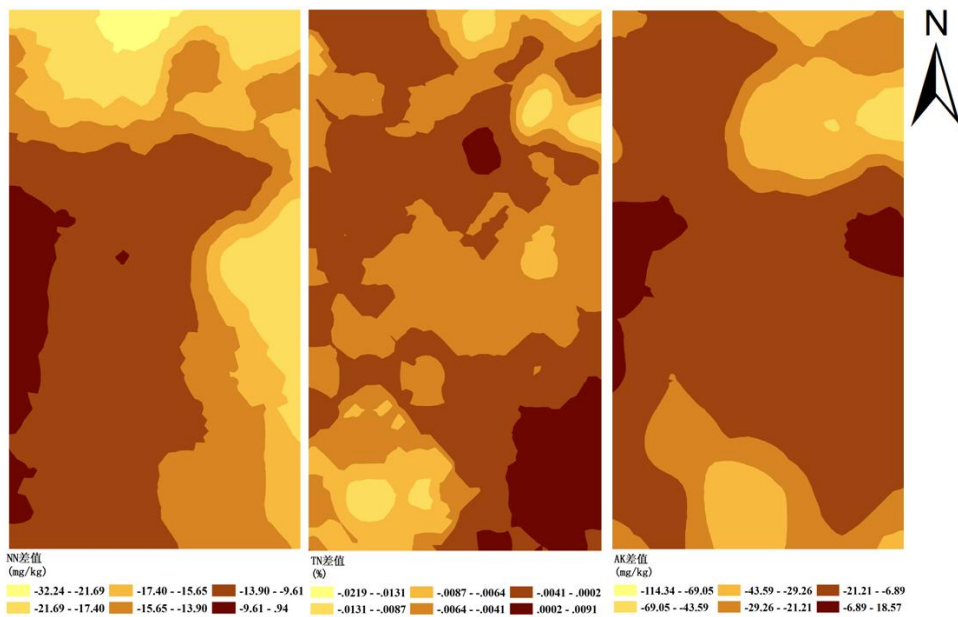 N
NN差值
(mg/kg)
-32.24 - -21.69 -17.40 - -15.65 -13.90 - -9.61
-21.69 - -17.40 -15.65 - -13.90 -9.61 - .94
TN差值
(%)
-.0219 - -.0131 -.0087 - -.0064 -.0041 - .0002
-.0131 - -.0087 -.0064 - -.0041 .0002 - .0091
AK差值
(mg/kg)
-114.34 - -69.05 -43.59 - -29.26 -21.21 - -6.89
-69.05 - -43.59 -29.26 - -21.21 -6.89 - 18.57